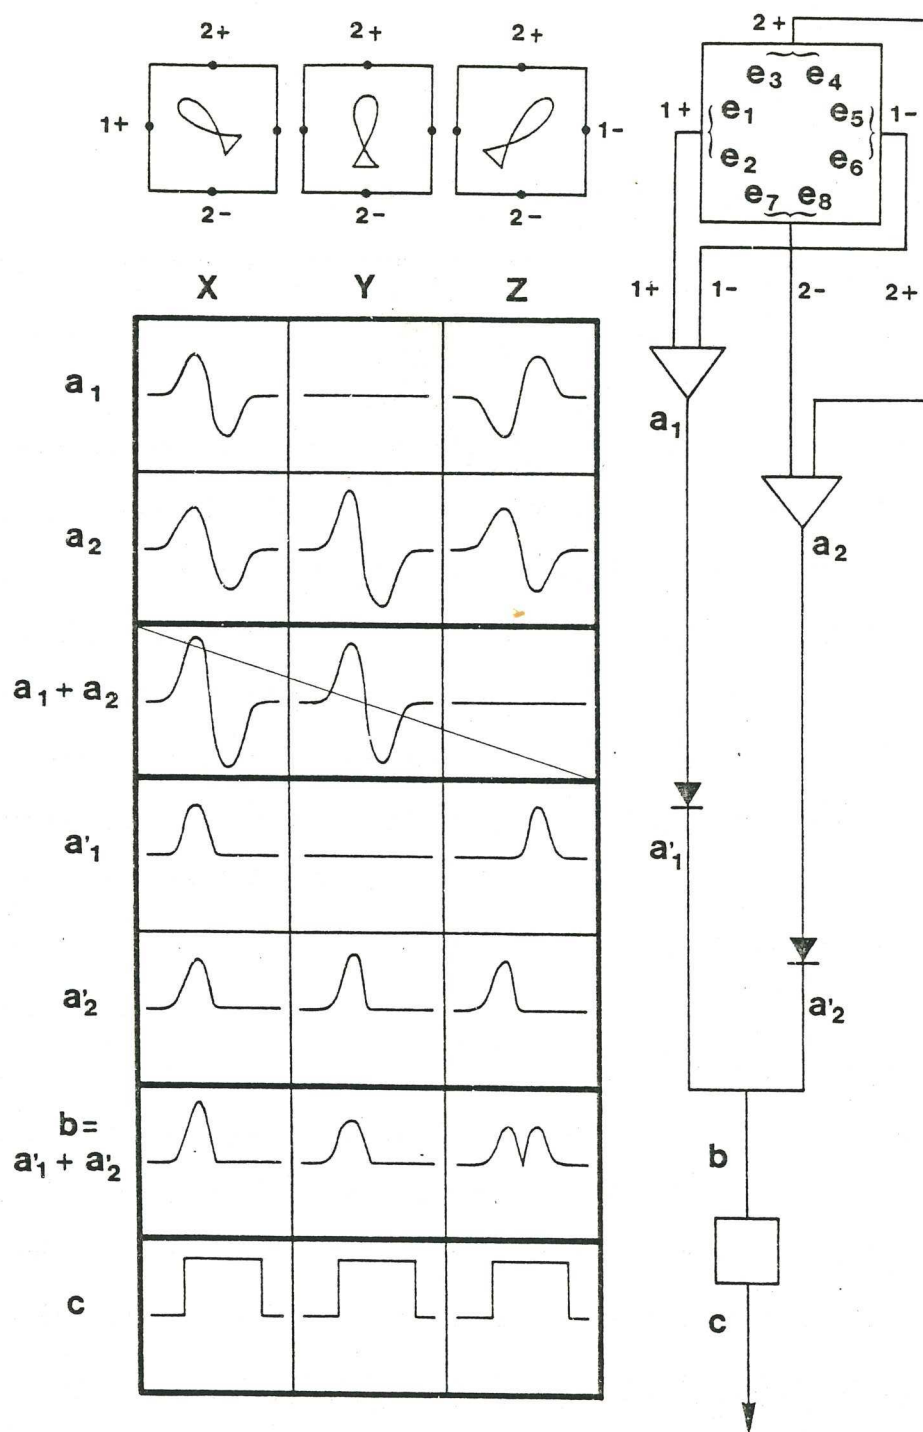 2+ 2+ 2+
1+ 1-
2- 2- 2-
X Y Z
a1
a2
a1 + a2
a'1
a'2
b=
a'1 + a'2
c
2+
e3 e4
1+ e1 e5 1-
e2 e6
e7 e8
1+ 1- 2- 2+
a1
a2
a'1
a'2
b
c